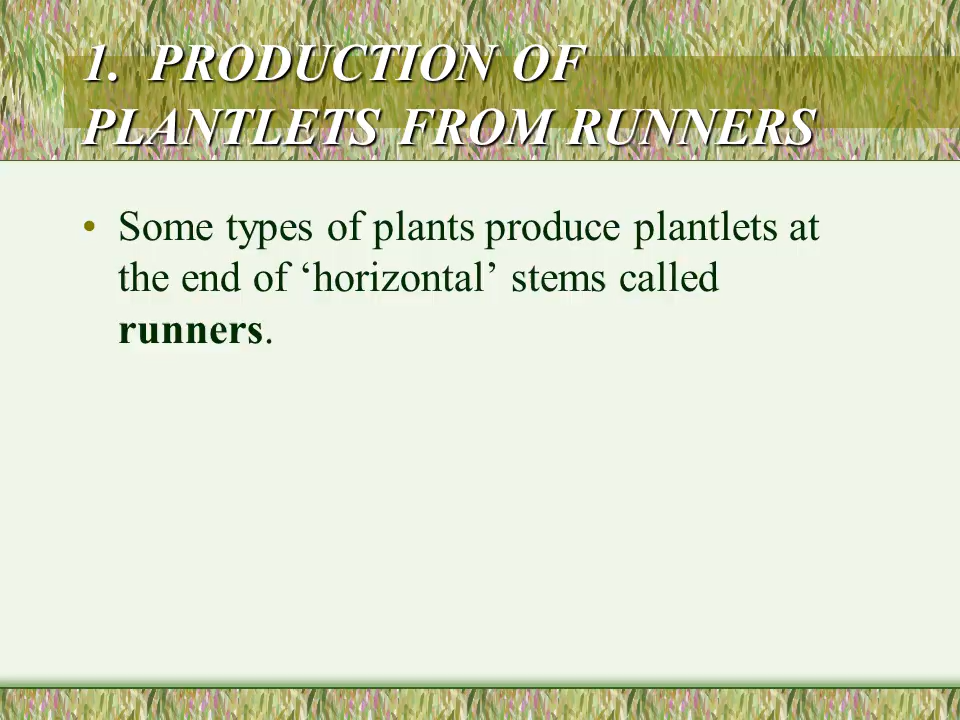 1. PRODUCTION OF
PLANTLETS FROM RUNNERS
• Some types of plants produce plantlets at
the end of ‘horizontal’ stems called
runners.